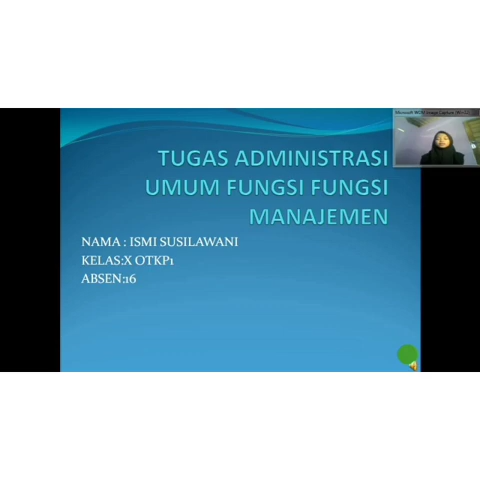 TUGAS ADMINISTRASI
UMUM FUNGSI FUNGSI
MANAJEMEN
NAMA : ISMI SUSILAWANI
KELAS:X OTKP1
ABSEN:16